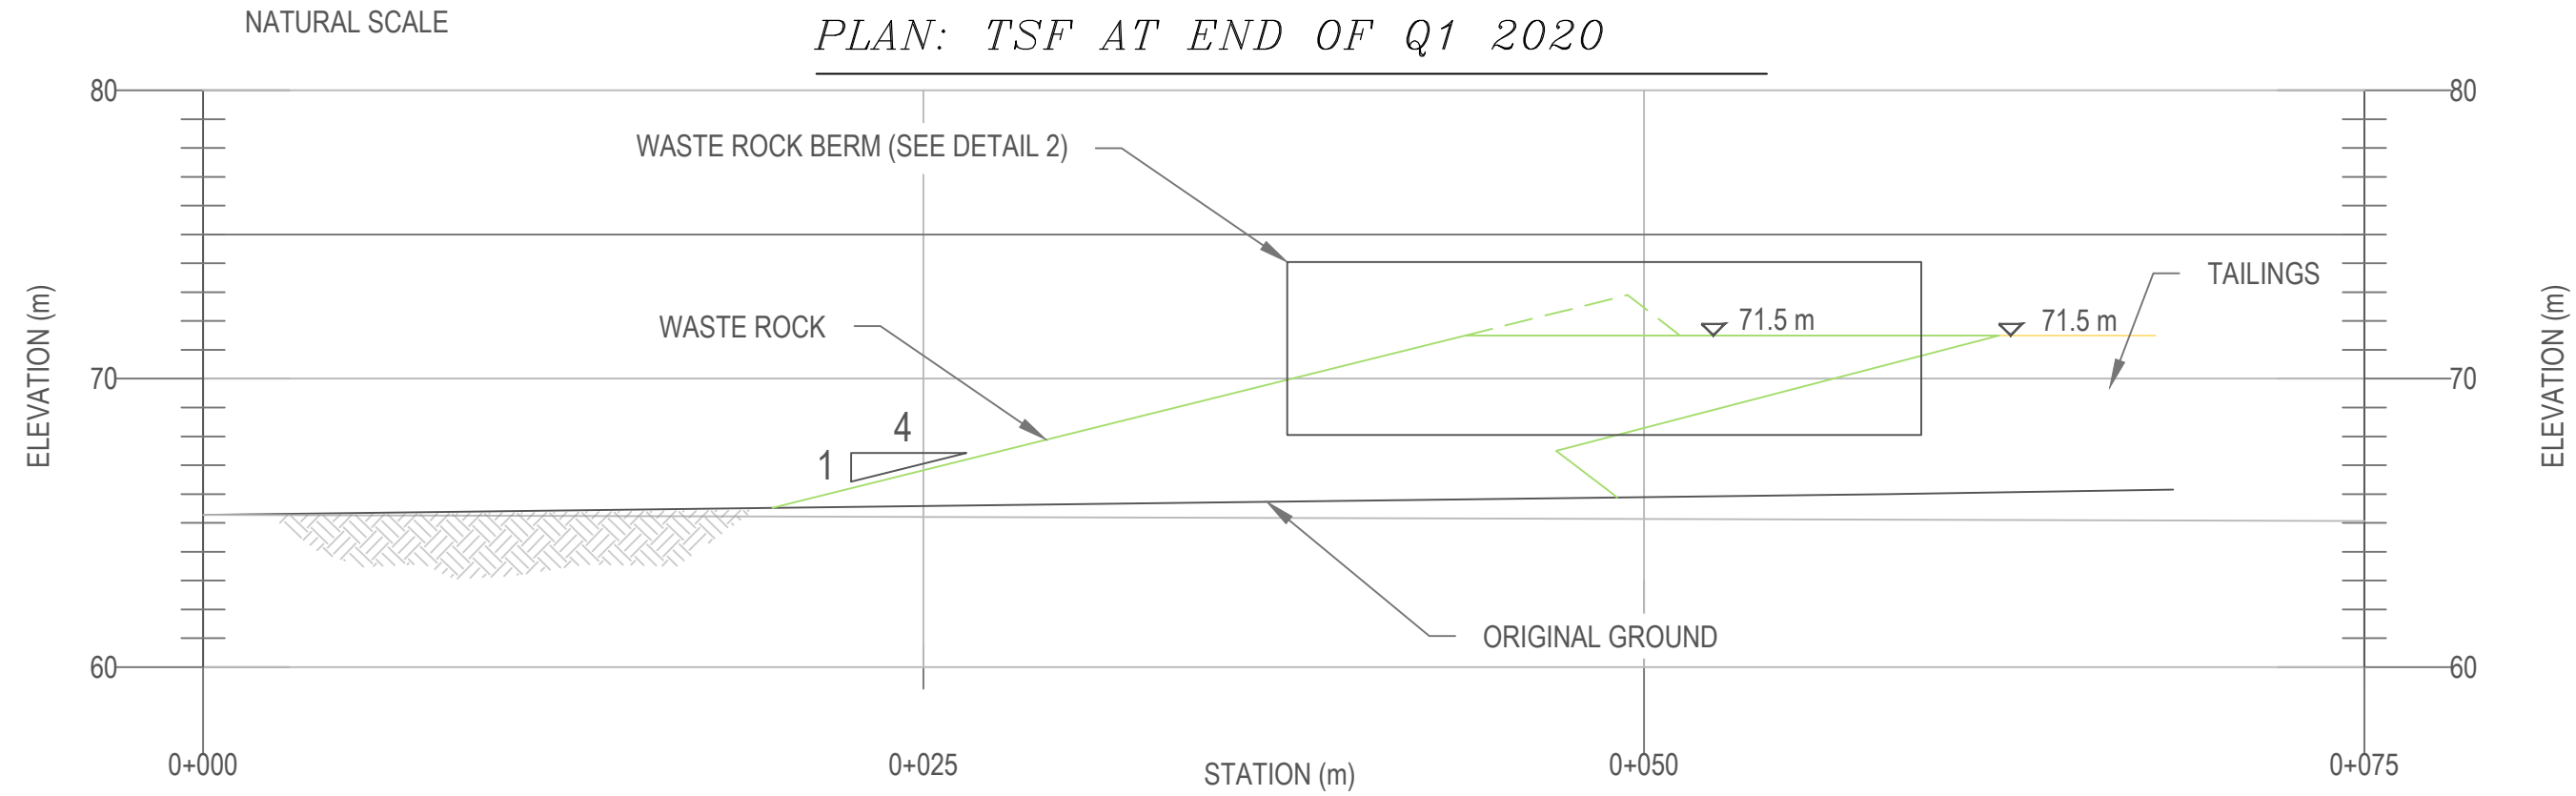 NATURAL SCALE
PLAN: TSF AT END OF Q1 2020
80
80
WASTE ROCK BERM (SEE DETAIL 2)
TAILINGS
71.5 m
71.5 m
WASTE ROCK
ELEVATION (m)
ELEVATION (m)
70
70
4
1
ORIGINAL GROUND
60
60
0+000
0+025
STATION (m)
0+050
0+075